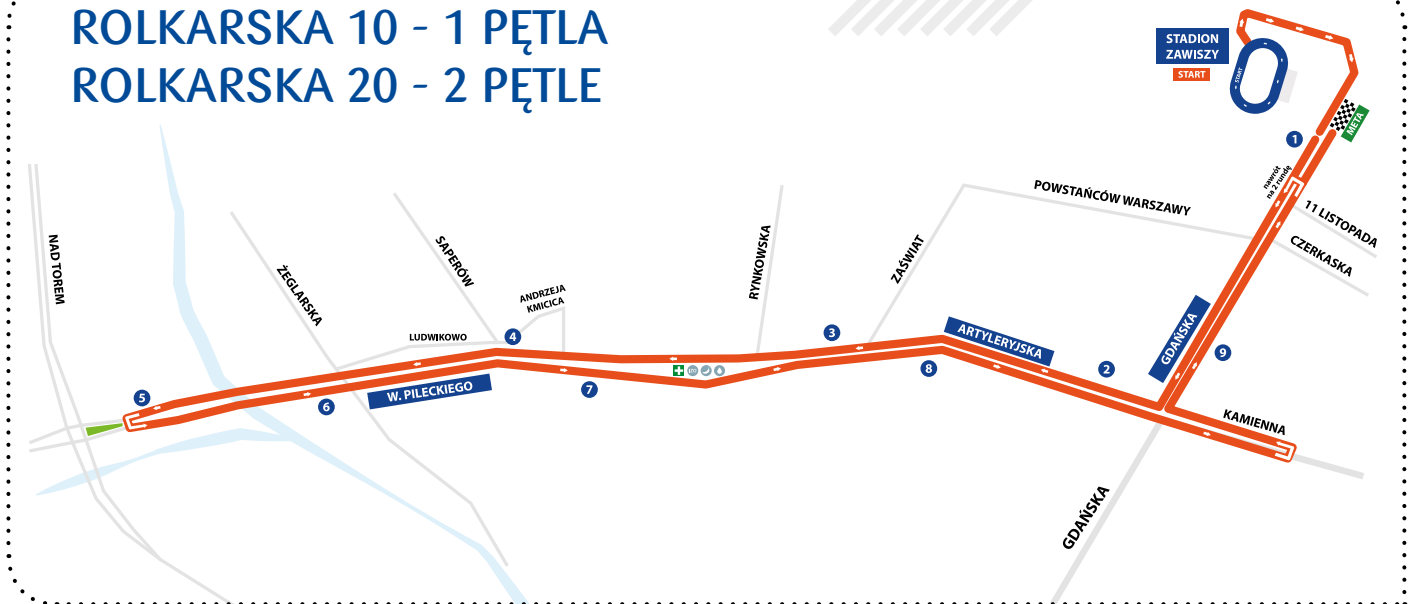 ROLKARSKA 10 - 1 PĘTLA
ROLKARSKA 20 - 2 PĘTLE
STADION
ZAWISZY
START
START
META
1
nawrót
na 2 rundę
11 LISTOPADA
CZERKASKA
POWSTAŃCÓW WARSZAWY
ZAŚWIAT
RYNKOWSKA
ANDRZEJA
KMICICA
SAPERÓW
ŻEGLARSKA
NAD TOREM
LUDWIKOWO
4
3
ARTYLERYJSKA
GDAŃSKA
9
2
8
7
W. PILECKIEGO
6
5
KAMIENNA
GDAŃSKA